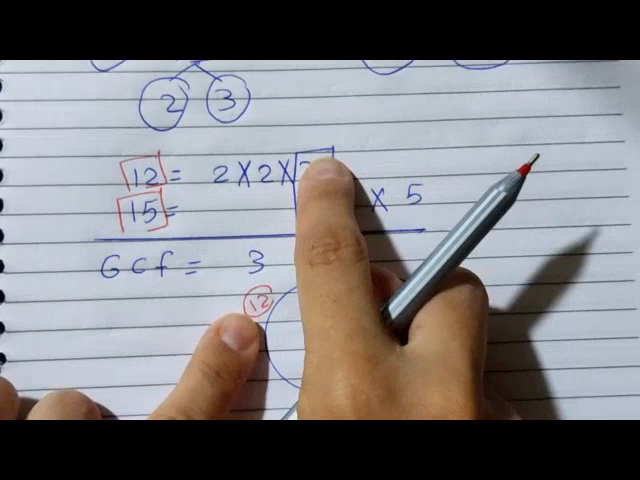 2 3
12 = 2 X 2 X
15 = X 5
GCf = 3
12